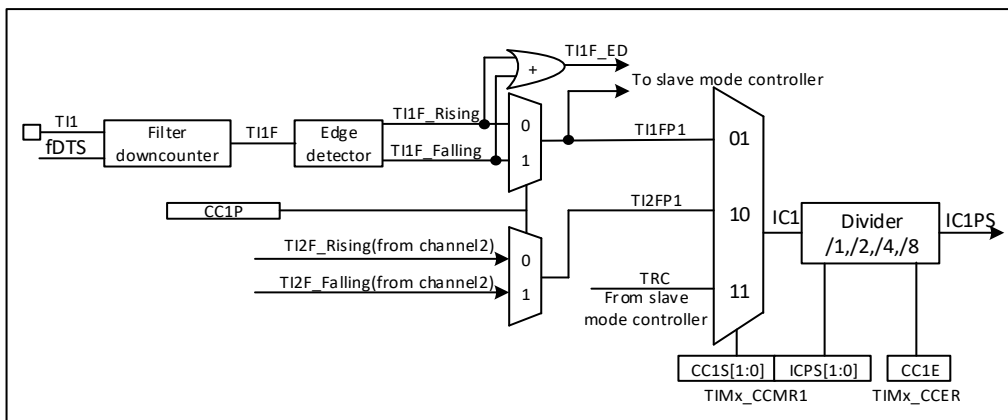 TI1F_ED
To slave mode controller
TI1
fDTS
Filter
downcounter
TI1F
Edge
detector
TI1F_Rising
TI1F_Falling
+
0
1
TI1FP1
01
CC1P
TI2FP1
10
TI2F_Rising(from channel2)
TI2F_Falling(from channel2)
0
1
TRC
From slave
mode controller
11
IC1
Divider
/1,/2,/4,/8
IC1PS
CC1S[1:0]
ICPS[1:0]
CC1E
TIMx_CCMR1
TIMx_CCER